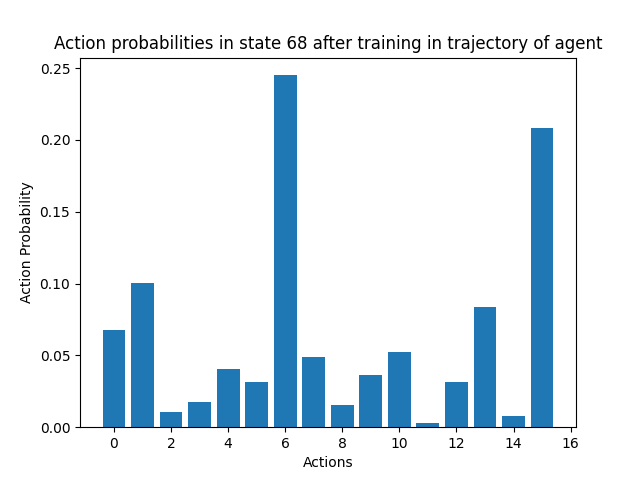 Action probabilities in state 68 after training in trajectory of agent
0.25
0.20
0.15
0.10
0.05
0.00
Action Probability
0 2 4 6 8 10 12 14 16
Actions